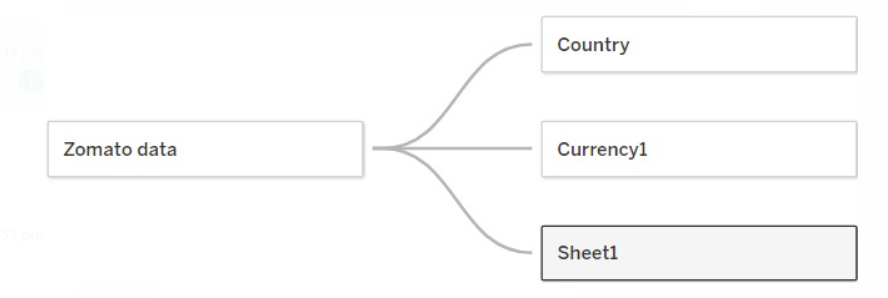 Country
Zomato data
Currency1
Sheet1